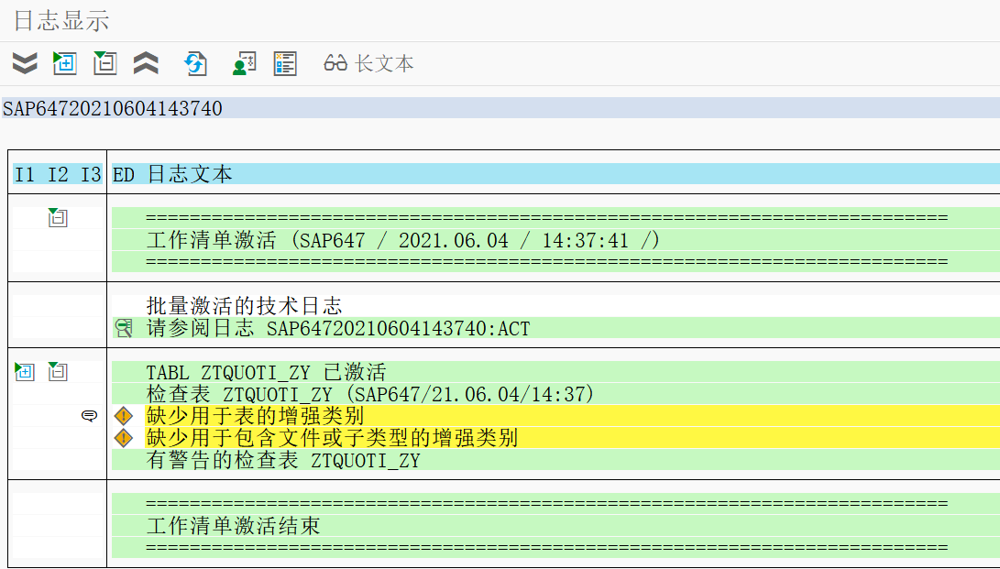 日志显示
长文本
SAP64720210604143740
I1 I2 I3 ED 日志文本
=========================================================================
工作清单激活 (SAP647 / 2021.06.04 / 14:37:41 /)
=========================================================================
批量激活的技术日志
请参阅日志 SAP64720210604143740:ACT
TABL ZTQUOTI_ZY 已激活
检查表 ZTQUOTI_ZY (SAP647/21.06.04/14:37)
缺少用于表的增强类别
缺少用于包含文件或子类型的增强类别
有警告的检查表 ZTQUOTI_ZY
=========================================================================
工作清单激活结束
=========================================================================